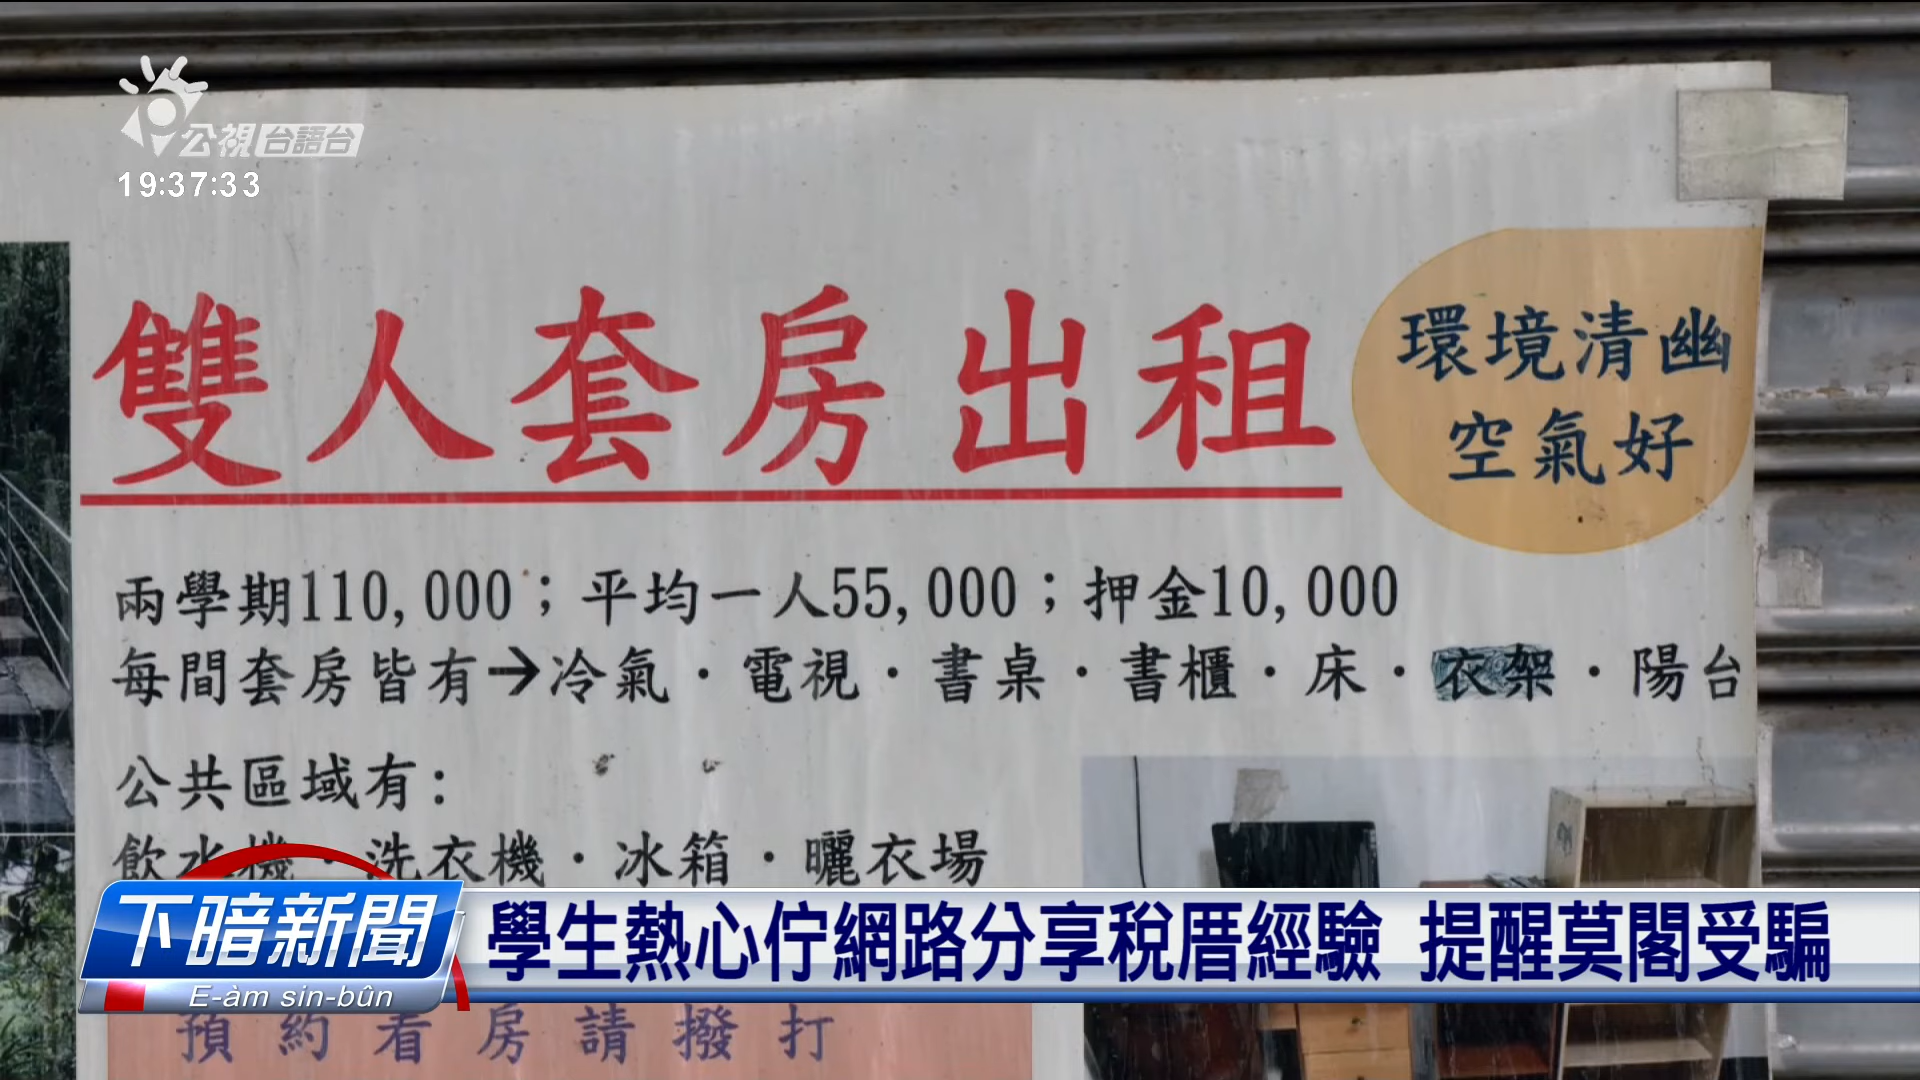 公視台語台
19:37:33
雙人套房出租
環境清幽
空氣好
兩學期110,000；平均一人55,000；押金10,000
每間套房皆有→冷氣・電視・書桌・書櫃・床・衣架・陽台
公共區域有:
飲水機・洗衣機・冰箱・曬衣場
下暗新聞
E-àm sin-bûn
學生熱心佇網路分享稅厝經驗 提醒莫閣受騙
預約看房請撥打